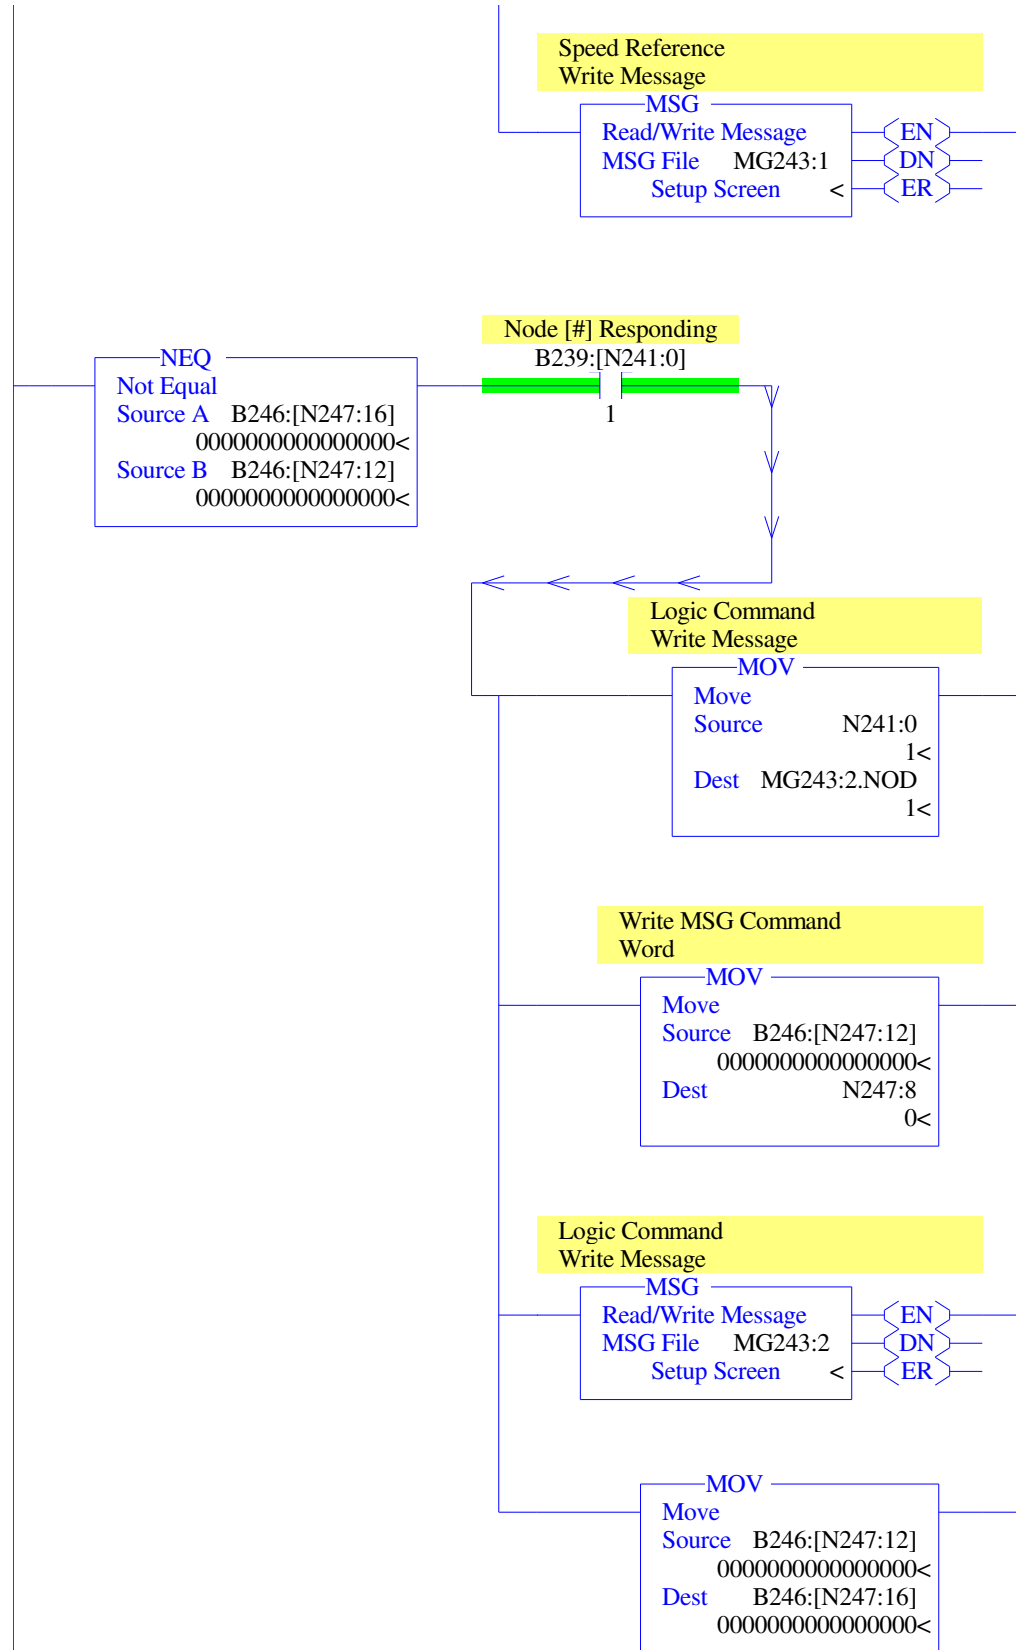 Speed Reference
Write Message
MSG
Read/Write Message
MSG File MG243:1
Setup Screen <
EN
DN
ER
Node [#] Responding
B239:[N241:0]
1
NEQ
Not Equal
Source A B246:[N247:16]
0000000000000000<
Source B B246:[N247:12]
0000000000000000<
Logic Command
Write Message
MOV
Move
Source N241:0
1<
Dest MG243:2.NOD
1<
Write MSG Command
Word
MOV
Move
Source B246:[N247:12]
0000000000000000<
Dest N247:8
0<
Logic Command
Write Message
MSG
Read/Write Message
MSG File MG243:2
Setup Screen <
EN
DN
ER
MOV
Move
Source B246:[N247:12]
0000000000000000<
Dest B246:[N247:16]
0000000000000000<